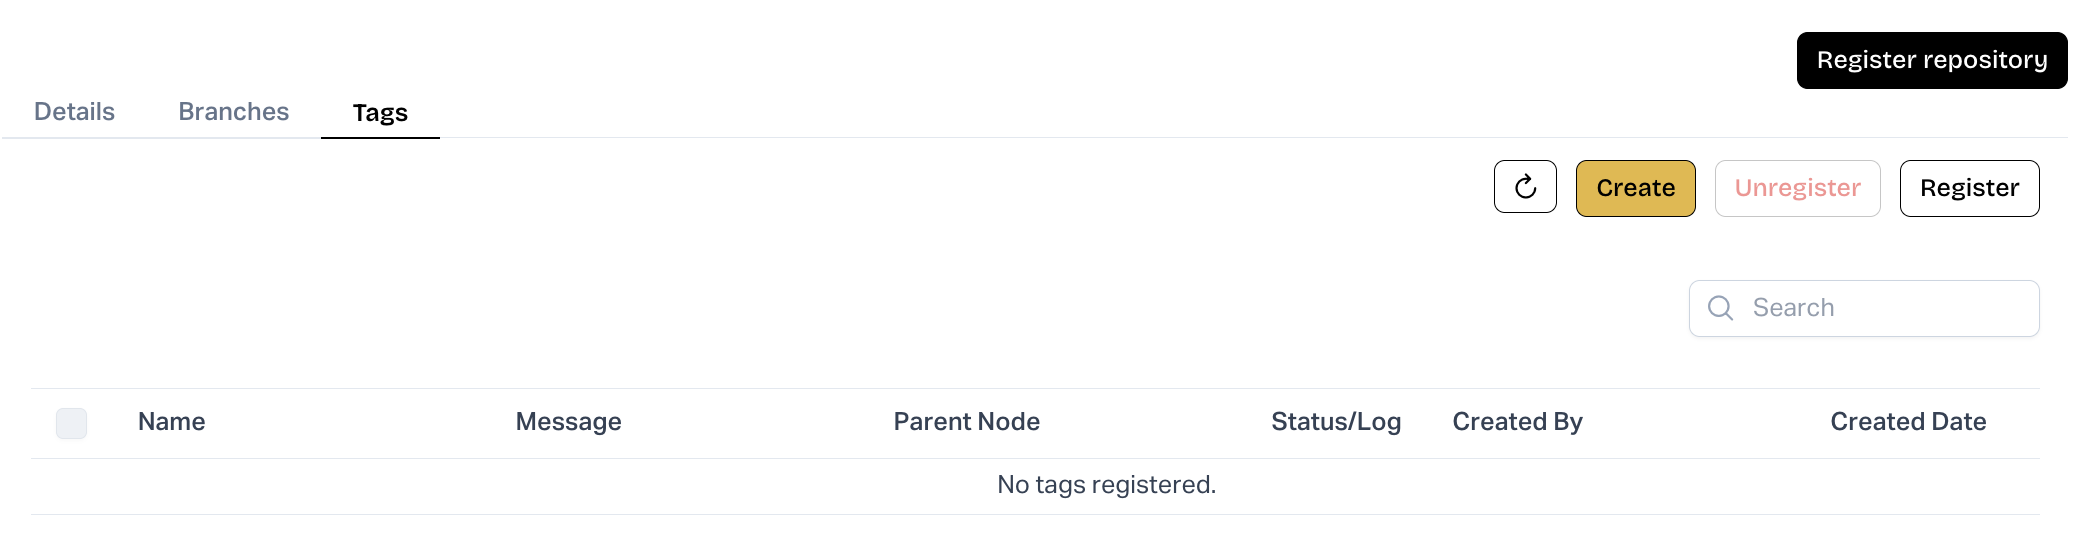 Register repository
Details Branches Tags
Create Unregister Register
Search
Name Message Parent Node Status/Log Created By Created Date
No tags registered.